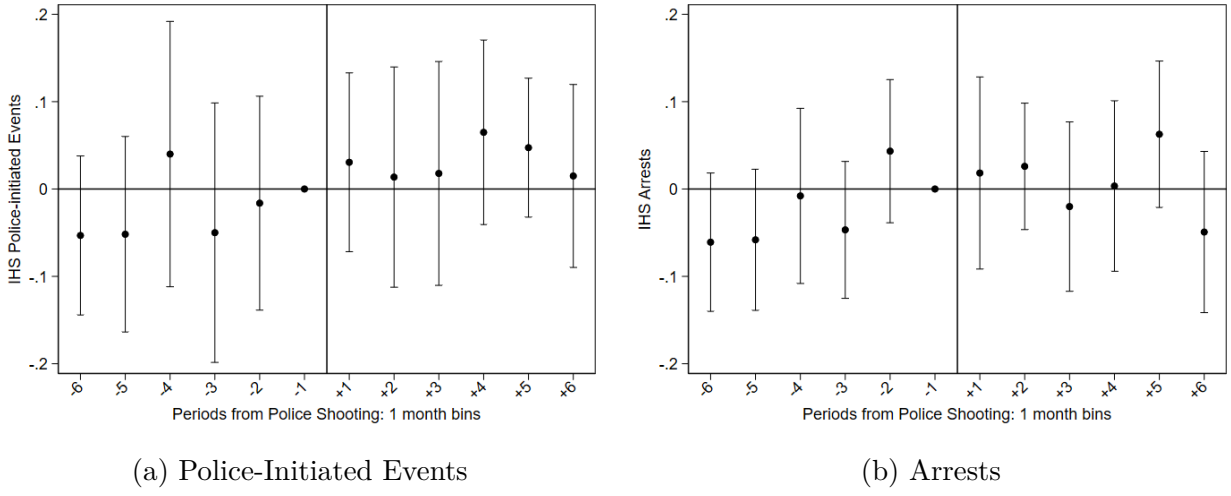 IHS Police-initiated Events
.2
.1
0
-.1
-.2
-6 -5 -4 -3 -2 -1 +1 +2 +3 +4 +5 +6
Periods from Police Shooting: 1 month bins
(a) Police-Initiated Events
IHS Arrests
.2
.1
0
-.1
-.2
-6 -5 -4 -3 -2 -1 +1 +2 +3 +4 +5 +6
Periods from Police Shooting: 1 month bins
(b) Arrests